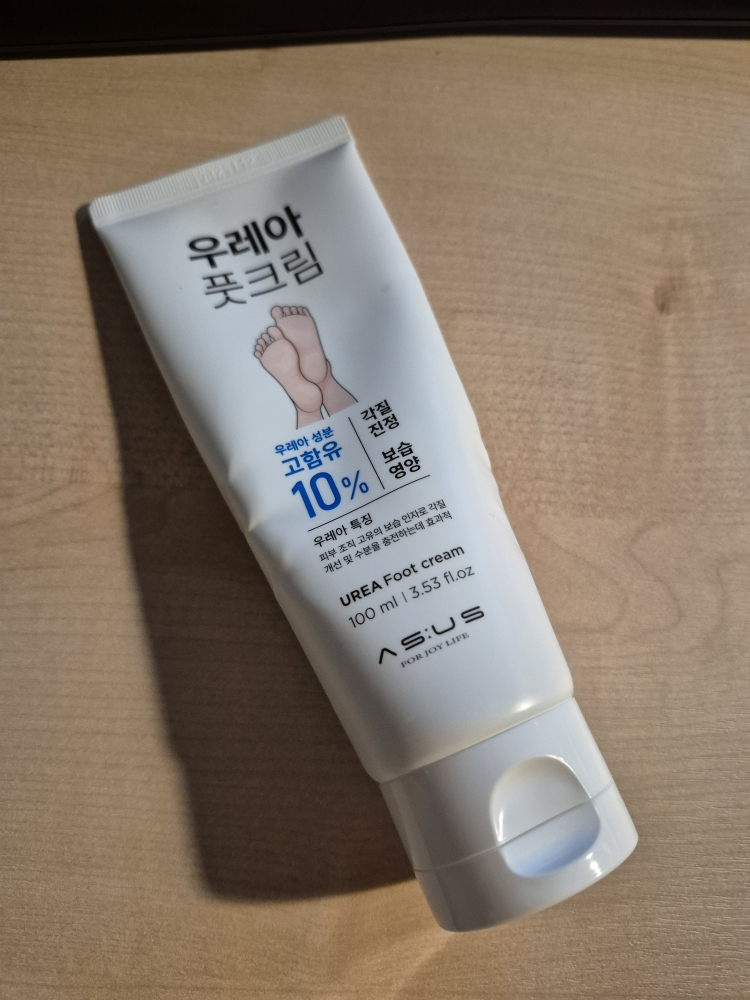 우레아
풋크림
우레아 성분
고함유
10%
각질
진정
보습
영양
우레아 특징
피부 조직 고유의 보습 인자로 각질
개선 및 수분을 충전하는데 효과적
UREA Foot cream
100 ml | 3.53 fl.oz
AS:US
FOR JOY LIFE